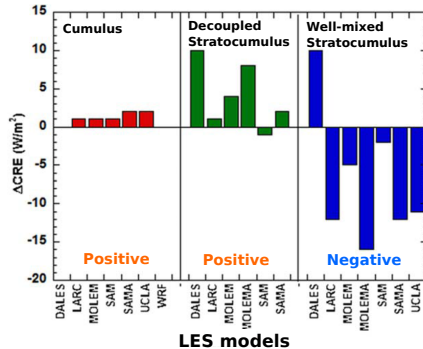 Cumulus
Decoupled
Stratocumulus
Well-mixed
Stratocumulus
ΔCRE (W/m²)
15
10
5
0
-5
-10
-15
-20
Positive
Positive
Negative
DALES
LARC
MOLEM
SAM
SAMA
UCLA
WRF
DALES
LARC
MOLEM
MOLEMA
SAM
SAMA
DALES
LARC
MOLEM
MOLEMA
SAM
SAMA
UCLA
LES models